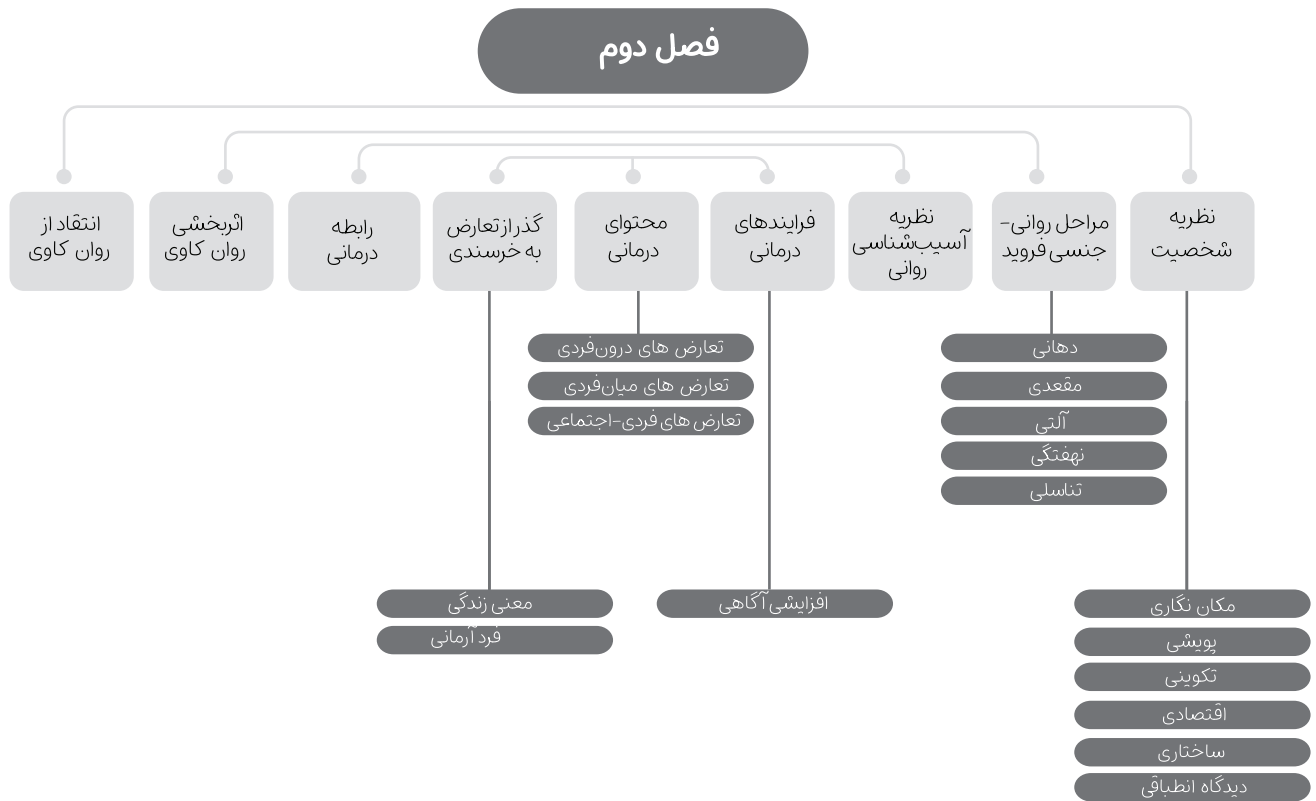 فصل دوم
نظریه
شخصیت
مراحل روانی-
جنسی فروید
نظریه
آسیب‌شناسی
روانی
فرایندهای
درمانی
محتوای
درمانی
گذر از تعارض
به خرسندی
رابطه
درمانی
اثربخشی
روان کاوی
انتقاد از
روان کاوی
دهانی
مقعدی
آلتی
نهفتگی
تناسلی
تعارض های درون‌فردی
تعارض های میان‌فردی
تعارض های فردی-اجتماعی
مکان نگاری
پویشی
تکوینی
اقتصادی
ساختاری
دیدگاه انطباقی
افزایشی آگاهی
معنی زندگی
فرد آرمانی